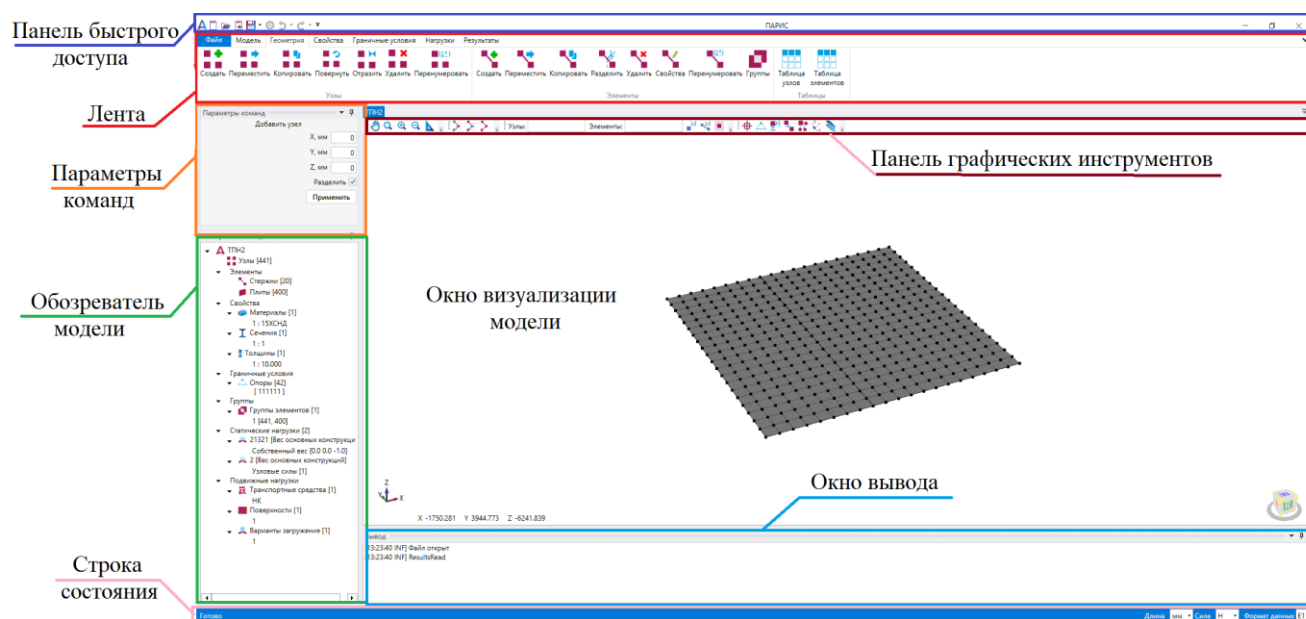 Панель быстрого
доступа
Лента
Параметры
команд
Обозреватель
модели
Строка
состояния
ПАРИС
Файл Модель Геометрия Свойства Граничные условия Нагрузки Результаты
Создать Переместить Копировать Повернуть Отразить Удалить Перенумеровать
Узлы
Создать Переместить Копировать Разделить Удалить Свойства Перенумеровать Группы
Элементы
Таблица узлов
Таблица элементов
Таблицы
Параметры команд
Добавить узел
X, мм 0
Y, мм 0
Z, мм 0
Разделить
Применить
ТПН2
Узлы: Элементы:
Панель графических инструментов
ТПН2
Узлы [441]
Элементы
Стержни [20]
Плиты [400]
Свойства
Материалы [1]
1 : 15ХСНД
Сечения [1]
1 : 1
Толщины [1]
1 : 10.000
Граничные условия
Опоры [42]
[ 111111 ]
Группы
Группы элементов [1]
1 [441, 400]
Статические нагрузки [2]
21321 [Вес основных конструкци
Собственный вес [0.0 0.0 -1.0]
2 [Вес основных конструкций]
Узловые силы [1]
Подвижные нагрузки
Транспортные средства [1]
НК
Поверхности [1]
1
Варианты загружения [1]
1
Окно визуализации
модели
Z
Y X
X -1750.281 Y 3944.773 Z -6241.839
Окно вывода
Вывод
13:23:40 INF] Файл открыт
13:23:40 INF] ResultsRead
Готово
Длина мм Сила Н Формат данных E1